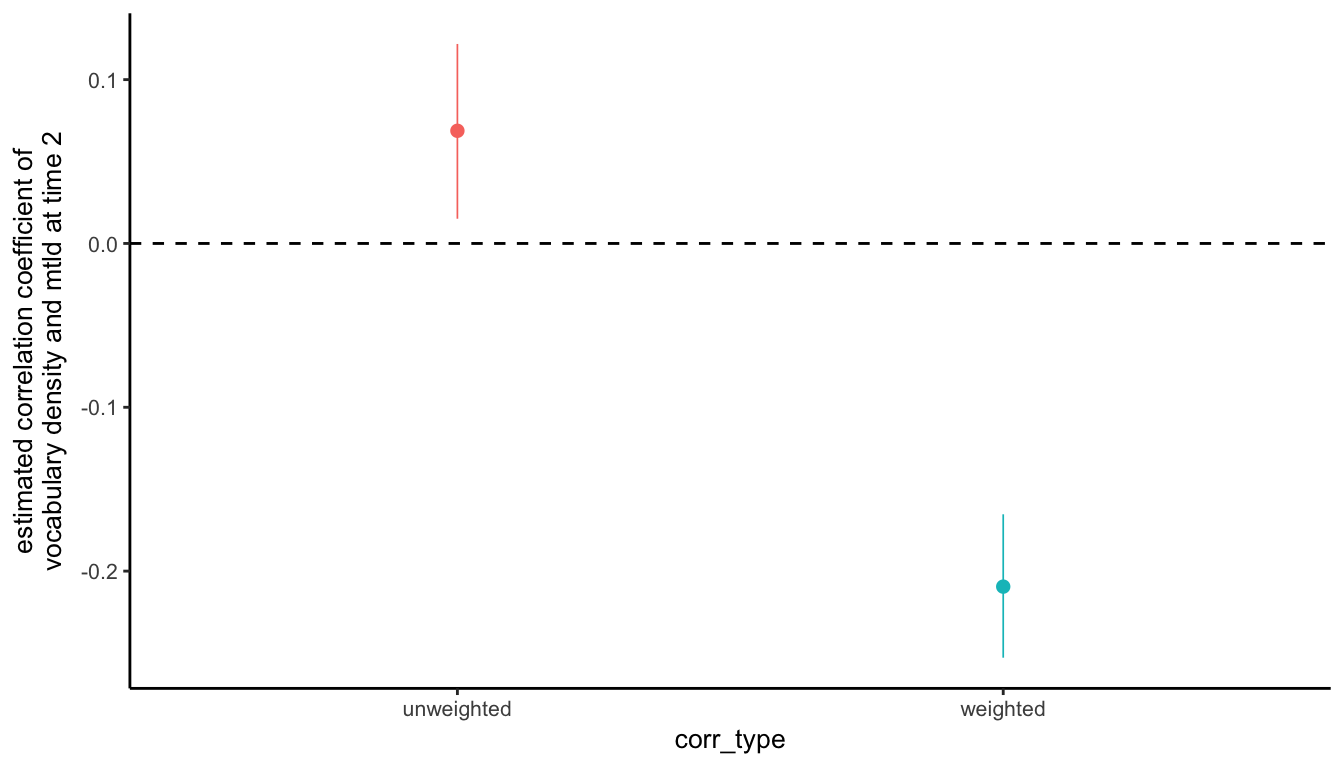 estimated correlation coefficient of
vocabulary density and mtld at time 2
0.1
0.0
-0.1
-0.2
unweighted
weighted
corr_type